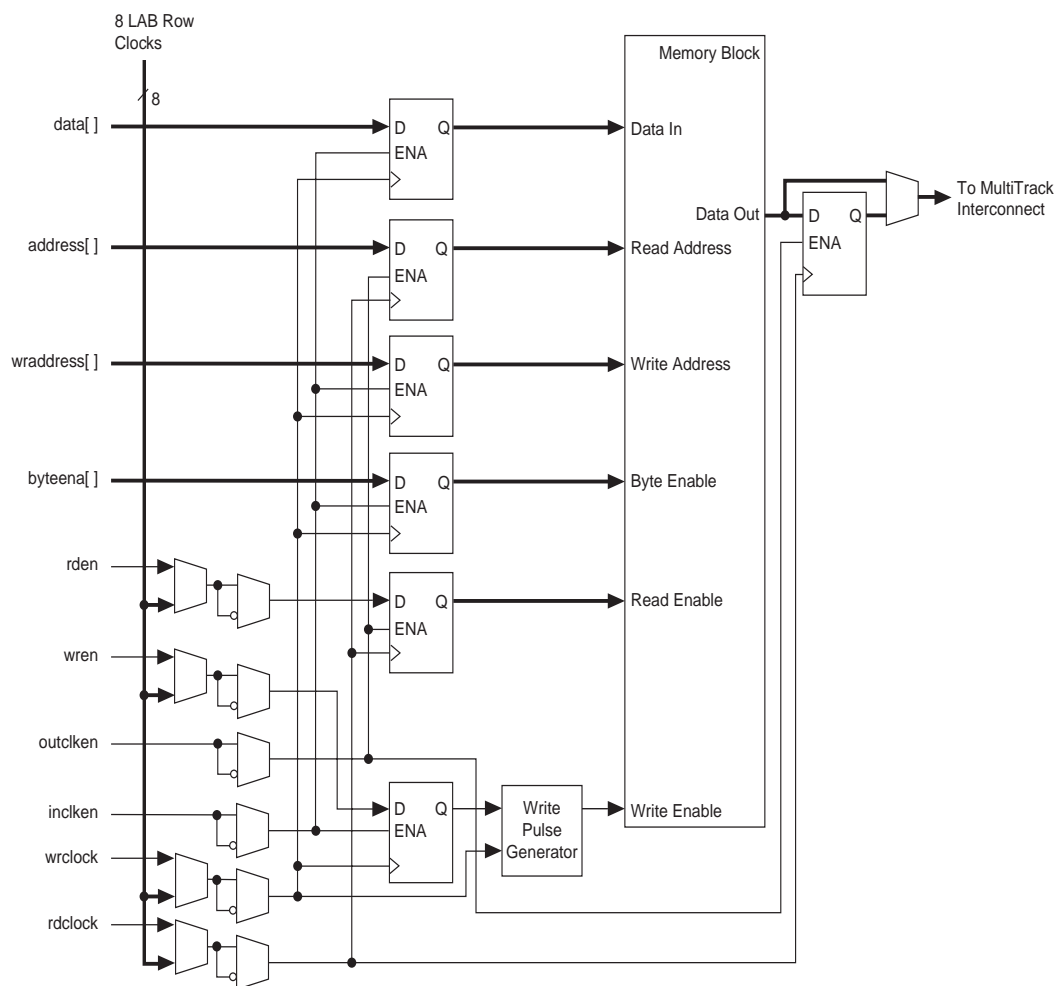 8 LAB Row
Clocks
8
Memory Block
data[ ]
D Q
ENA
Data In
To MultiTrack
Interconnect
Data Out
D Q
ENA
address[ ]
D Q
ENA
Read Address
wraddress[ ]
D Q
ENA
Write Address
byteena[ ]
D Q
ENA
Byte Enable
rden
D Q
ENA
Read Enable
wren
outclken
inclken
D Q
ENA
Write
Pulse
Generator
Write Enable
wrclock
rdclock